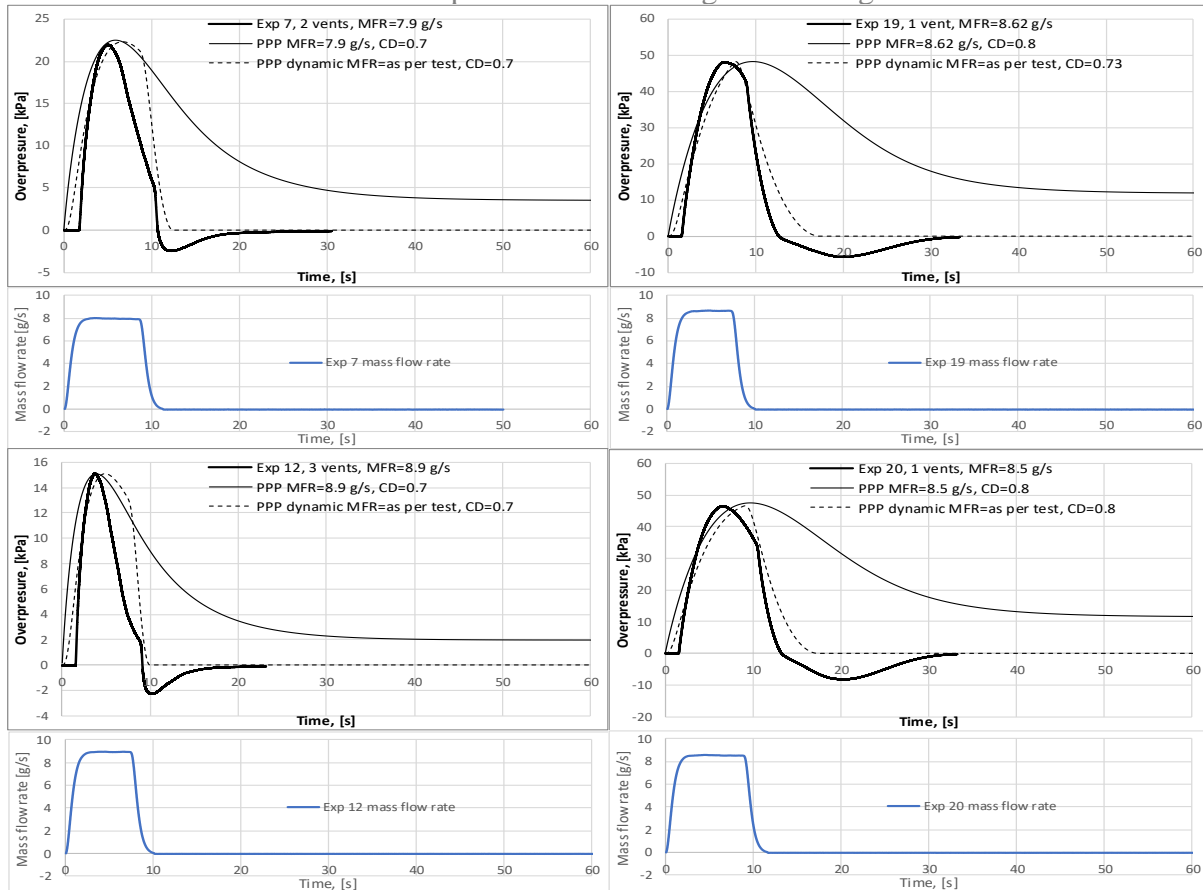 Exp 7, 2 vents, MFR=7.9 g/s
PPP MFR=7.9 g/s, CD=0.7
PPP dynamic MFR=as per test, CD=0.7
Overpressure, [kPa]
25
20
15
10
5
0
-5
0 10 20 30 40 50 60
Time, [s]
Exp 19, 1 vent, MFR=8.62 g/s
PPP MFR=8.62 g/s, CD=0.8
PPP dynamic MFR=as per test, CD=0.73
Overpressure, [kPa]
60
50
40
30
20
10
0
-10
0 10 20 30 40 50 60
Time, [s]
Mass flow rate [g/s]
10
8
6
4
2
0
-2
Exp 7 mass flow rate
0 10 20 30 40 50 60
Time, [s]
Mass flow rate [g/s]
10
8
6
4
2
0
-2
Exp 19 mass flow rate
0 10 20 30 40 50 60
Time, [s]
Exp 12, 3 vents, MFR=8.9 g/s
PPP MFR=8.9 g/s, CD=0.7
PPP dynamic MFR=as per test, CD=0.7
Overpressure, [kPa]
16
14
12
10
8
6
4
2
0
-2
-4
0 10 20 30 40 50 60
Time, [s]
Exp 20, 1 vents, MFR=8.5 g/s
PPP MFR=8.5 g/s, CD=0.8
PPP dynamic MFR=as per test, CD=0.8
Overpressure, [kPa]
60
50
40
30
20
10
0
-10
-20
0 10 20 30 40 50 60
Time, [s]
Mass flow rate [g/s]
10
8
6
4
2
0
Exp 12 mass flow rate
0 10 20 30 40 50 60
Time, [s]
Mass flow rate [g/s]
10
8
6
4
2
0
Exp 20 mass flow rate
0 10 20 30 40 50 60
Time, [s]